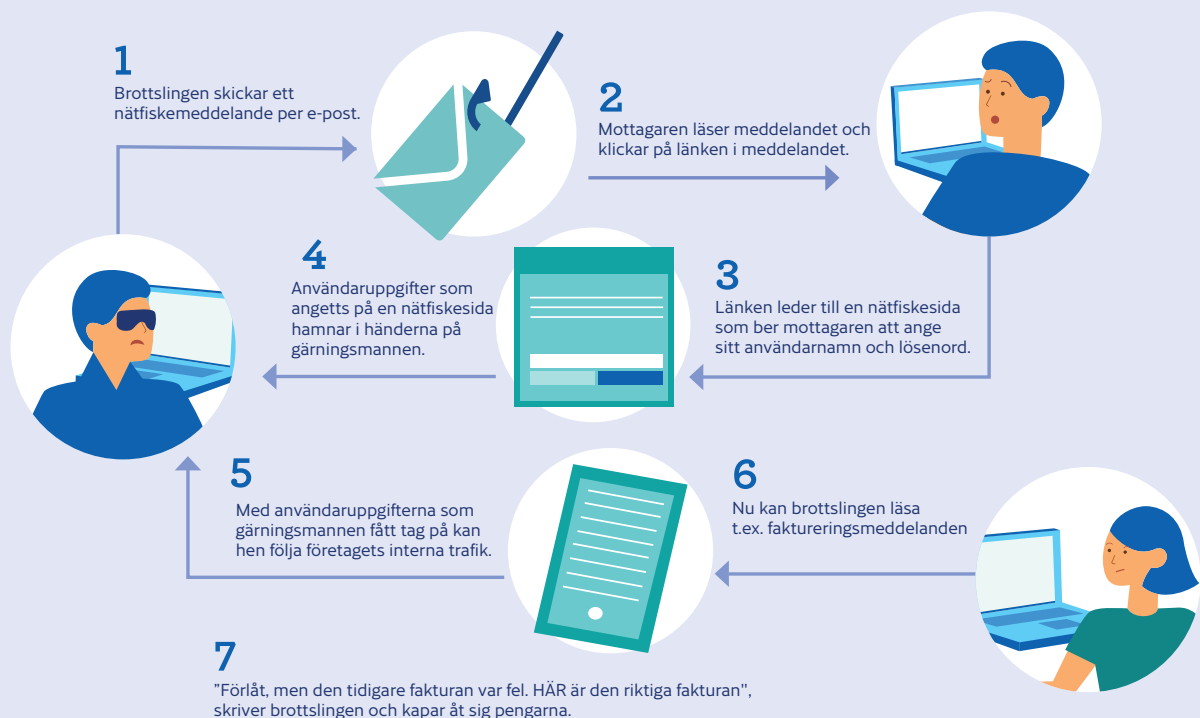 1
Brottslingen skickar ett
nätfiskemeddelande per e-post.
2
Mottagaren läser meddelandet och
klickar på länken i meddelandet.
3
Länken leder till en nätfiskesida
som ber mottagaren att ange
sitt användarnamn och lösenord.
4
Användaruppgifter som
angetts på en nätfiskesida
hamnar i händerna på
gärningsmannen.
5
Med användaruppgifterna som
gärningsmannen fått tag på kan
hen följa företagets interna trafik.
6
Nu kan brottslingen läsa
t.ex. faktureringsmeddelanden
7
”Förlåt, men den tidigare fakturan var fel. HÄR är den riktiga fakturan",
skriver brottslingen och kapar åt sig pengarna.